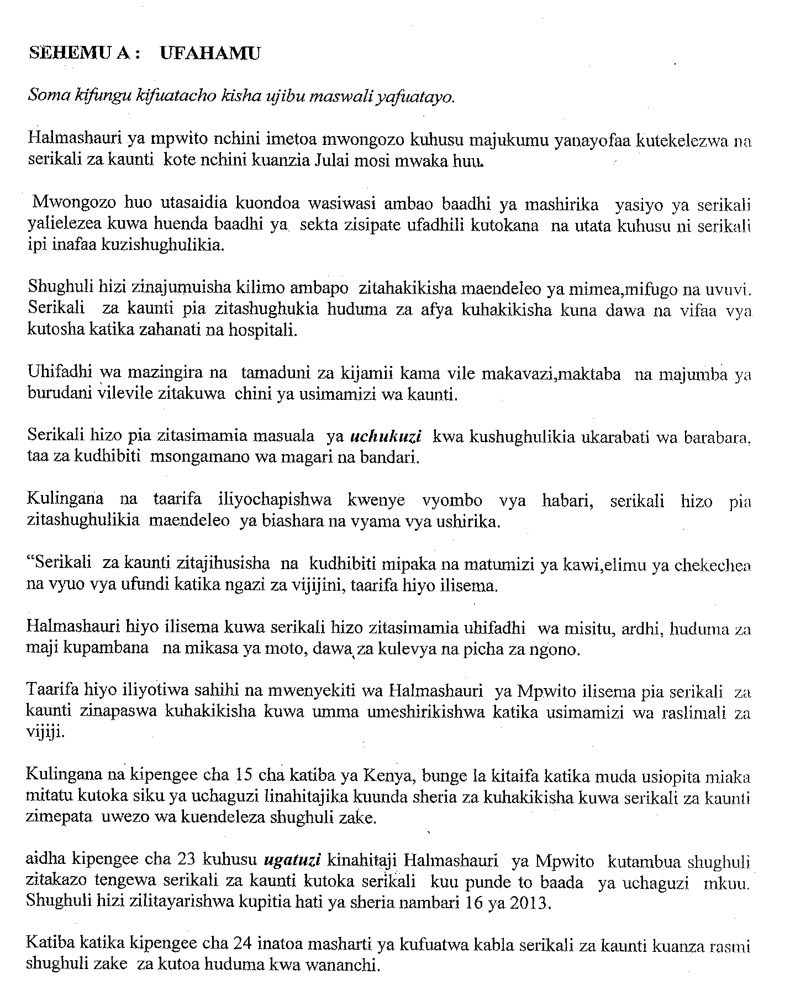 SEHEMU A : UFAHAMU
Soma kifungu kifuatacho kisha ujibu maswali yafuatayo.
Halmashauri ya mpwito nchini imetoa mwongozo kuhusu majukumu yanayofaa kutekelezwa na
serikali za kaunti kote nchini kuanzia Julai mosi mwaka huu.
Mwongozo huo utasaidia kuondoa wasiwasi ambao baadhi ya mashirika yasiyo ya serikali
yalielezea kuwa huenda baadhi ya sekta zisipate ufadhili kutokana na utata kuhusu ni serikali
ipi inafaa kuzishughulikia.
Shughuli hizi zinajumuisha kilimo ambapo zitahakikisha maendeleo ya mimea,mifugo na uvuvi.
Serikali za kaunti pia zitashughukia huduma za afya kuhakikisha kuna dawa na vifaa vya
kutosha katika zahanati na hospitali.
Uhifadhi wa mazingira na tamaduni za kijamii kama vile makavazi,maktaba na majumba ya
burudani vilevile zitakuwa chini ya usimamizi wa kaunti.
Serikali hizo pia zitasimamia masuala ya uchukuzi kwa kushughulikia ukarabati wa barabara,
taa za kudhibiti msongamano wa magari na bandari.
Kulingana na taarifa iliyochapishwa kwenye vyombo vya habari, serikali hizo pia
zitashughulikia maendeleo ya biashara na vyama vya ushirika.
“Serikali za kaunti zitajihusisha na kudhibiti mipaka na matumizi ya kawi,elimu ya chekechea
na vyuo vya ufundi katika ngazi za vijijini, taarifa hiyo ilisema.
Halmashauri hiyo ilisema kuwa serikali hizo zitasimamia uhifadhi wa misitu, ardhi, huduma za
maji kupambana na mikasa ya moto, dawa za kulevya na picha za ngono.
Taarifa hiyo iliyotiwa sahihi na mwenyekiti wa Halmashauri ya Mpwito ilisema pia serikali za
kaunti zinapaswa kuhakikisha kuwa umma umeshirikishwa katika usimamizi wa raslimali za
vijiji.
Kulingana na kipengee cha 15 cha katiba ya Kenya, bunge la kitaifa katika muda usiopita miaka
mitatu kutoka siku ya uchaguzi linahitajika kuunda sheria za kuhakikisha kuwa serikali za kaunti
zimepata uwezo wa kuendeleza shughuli zake.
aidha kipengee cha 23 kuhusu ugatuzi kinahitaji Halmashauri ya Mpwito kutambua shughuli
zitakazo tengewa serikali za kaunti kutoka serikali kuu punde to baada ya uchaguzi mkuu.
Shughuli hizi zilitayarishwa kupitia hati ya sheria nambari 16 ya 2013.
Katiba katika kipengee cha 24 inatoa masharti ya kufuatwa kabla serikali za kaunti kuanza rasmi
shughuli zake za kutoa huduma kwa wananchi.